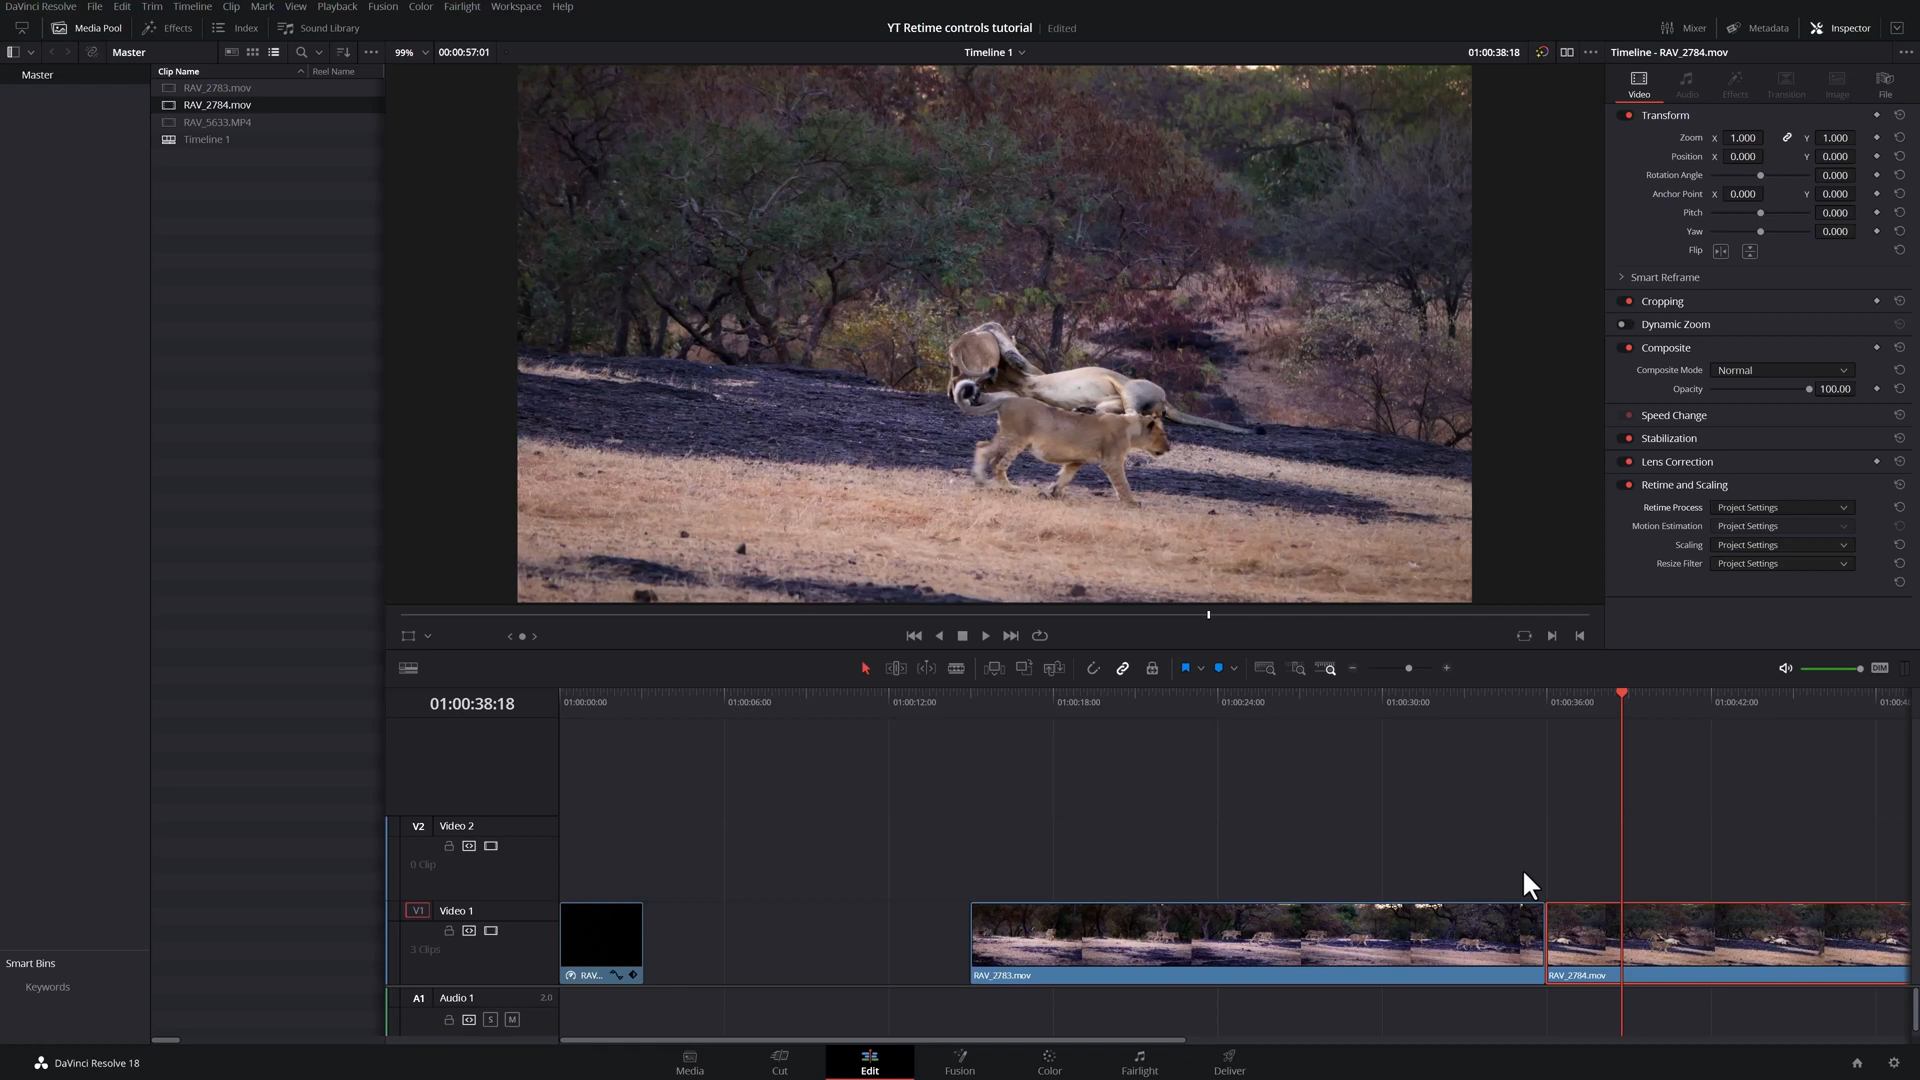 DaVinci Resolve File Edit Trim Timeline Clip Mark View Playback Fusion Color Fairlight Workspace Help
Media Pool Effects Index Sound Library YT Retime controls tutorial Edited Mixer Metadata Inspector
Master 99% 00:00:57:01 Timeline 1 01:00:38:18 Timeline - RAV_2784.mov
Master
Clip Name Reel Name
RAV_2783.mov
RAV_2784.mov
RAV_5633.MP4
Timeline 1
Video Audio Effects Transition Image File
Transform
Zoom X 1.000 Y 1.000
Position X 0.000 Y 0.000
Rotation Angle 0.000
Anchor Point X 0.000 Y 0.000
Pitch 0.000
Yaw 0.000
Flip
Smart Reframe
Cropping
Dynamic Zoom
Composite
Composite Mode Normal
Opacity 100.00
Speed Change
Stabilization
Lens Correction
Retime and Scaling
Retime Process Project Settings
Motion Estimation Project Settings
Scaling Project Settings
Resize Filter Project Settings
DIM
01:00:38:18 01:00:00:00 01:00:06:00 01:00:12:00 01:00:18:00 01:00:24:00 01:00:30:00 01:00:36:00 01:00:42:00
V2 Video 2
0 Clip
V1 Video 1
3 Clips
RAV... RAV_2783.mov RAV_2784.mov
A1 Audio 1 2.0
S M
Smart Bins
Keywords
DaVinci Resolve 18 Media Cut Edit Fusion Color Fairlight Deliver